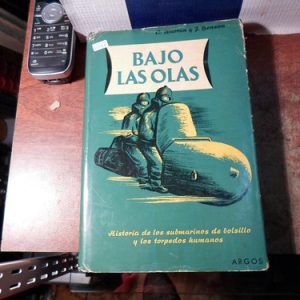 BAJO
LAS OLAS
Historia de los submarinos de bolsillo
y los torpedos humanos
ARGOS